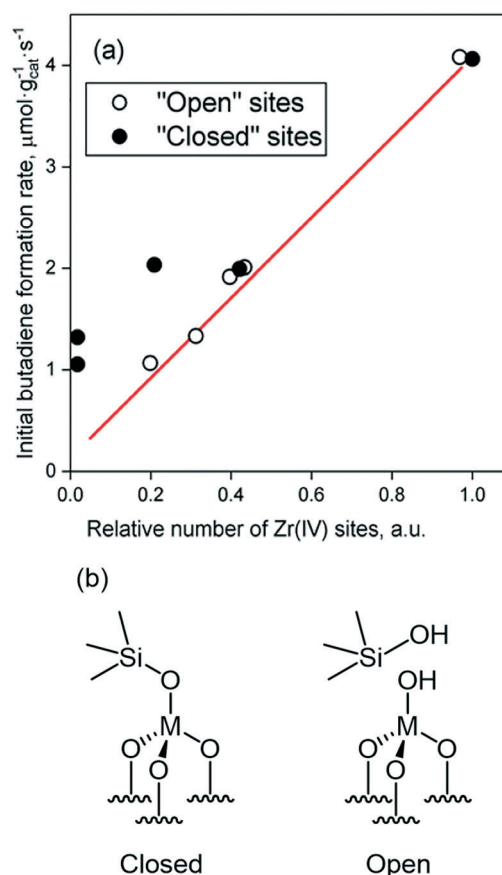 (a)
"Open" sites
"Closed" sites
Initial butadiene formation rate, μmol·g⁻¹cat·s⁻¹
4
3
2
1
0
0.0 0.2 0.4 0.6 0.8 1.0
Relative number of Zr(IV) sites, a.u.
(b)
Si OH
Si O OH
M M
O O O O
O O
Closed Open